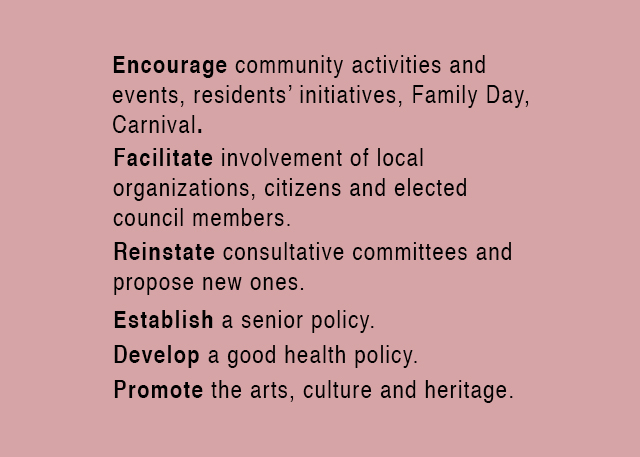 Encourage community activities and
events, residents’ initiatives, Family Day,
Carnival.
Facilitate involvement of local
organizations, citizens and elected
council members.
Reinstate consultative committees and
propose new ones.
Establish a senior policy.
Develop a good health policy.
Promote the arts, culture and heritage.